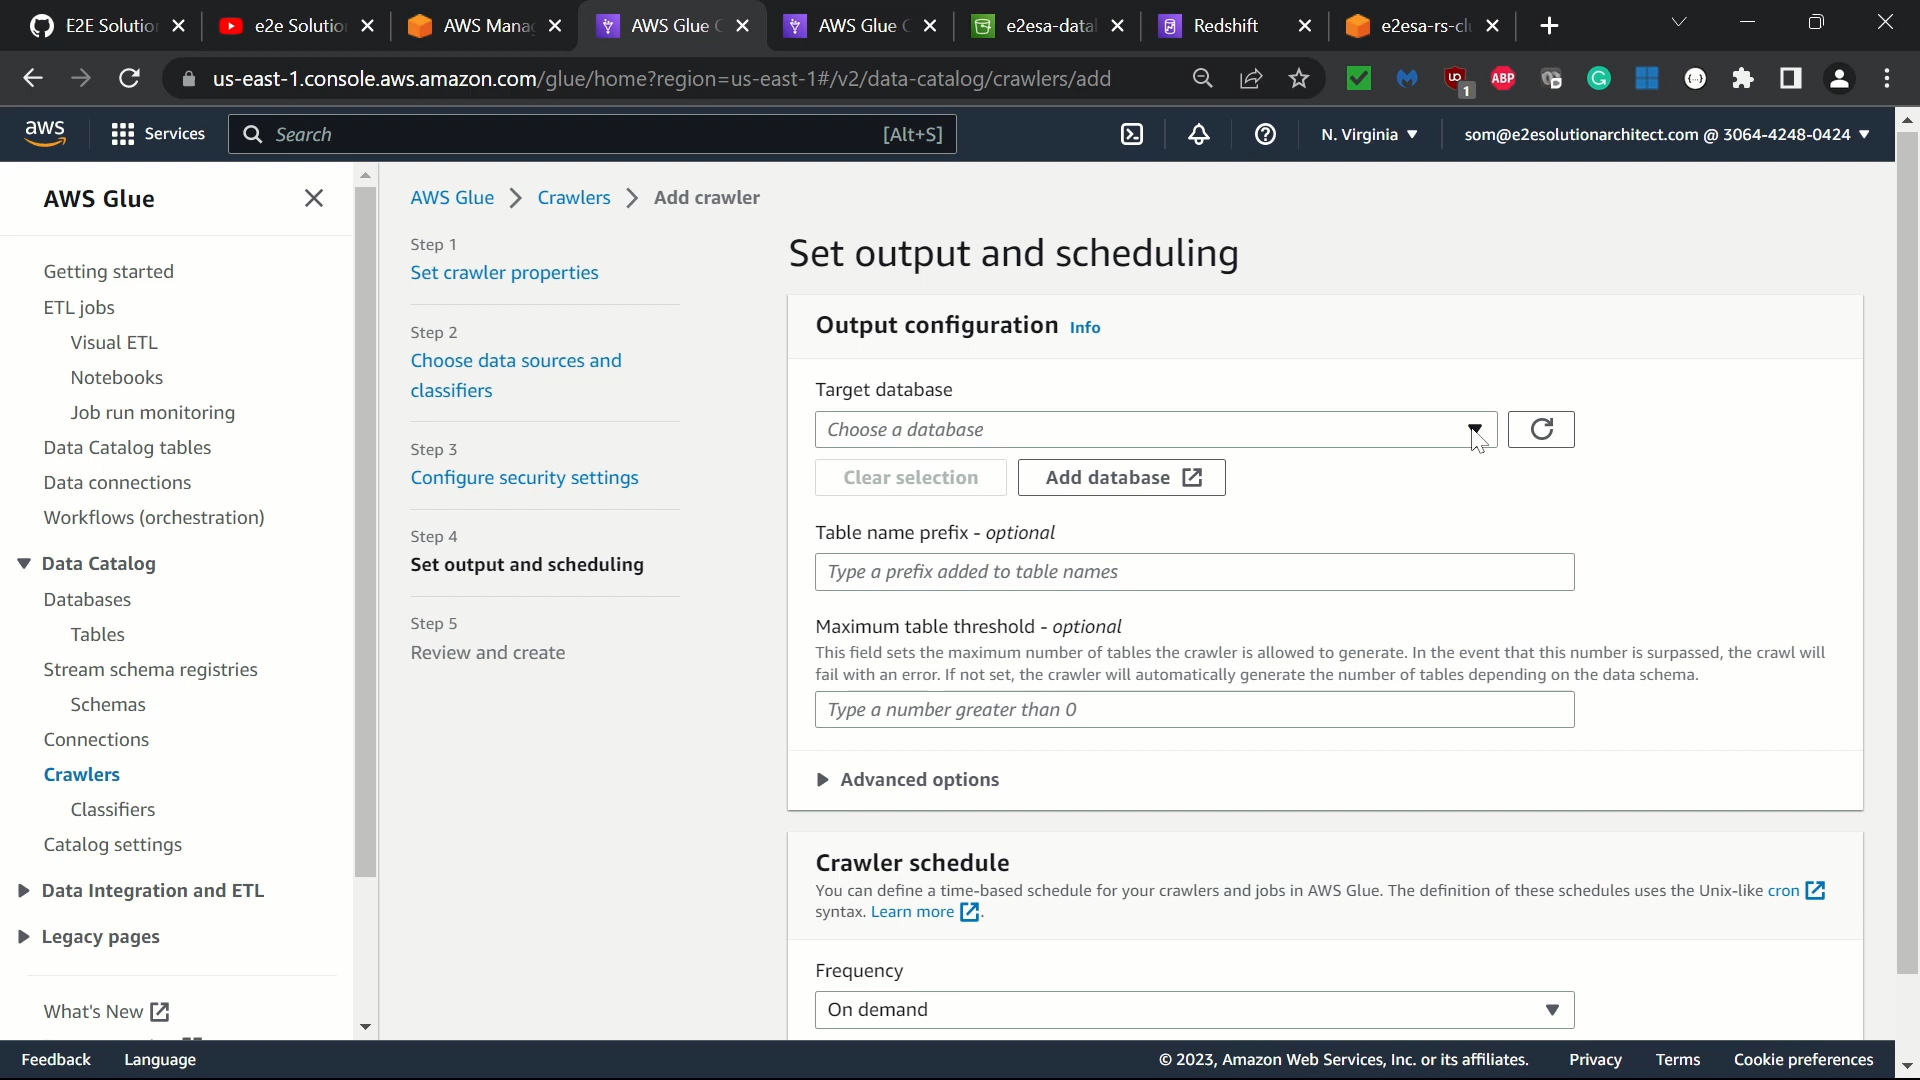 E2E Solutio
e2e Solutio
AWS Mana
AWS Glue C
AWS Glue C
e2esa-data
Redshift
e2esa-rs-cl
us-east-1.console.aws.amazon.com/glue/home?region=us-east-1#/v2/data-catalog/crawlers/add
1
ABP
aws
Services
Search
[Alt+S]
N. Virginia
som@e2esolutionarchitect.com @ 3064-4248-0424
AWS Glue
Getting started
ETL jobs
Visual ETL
Notebooks
Job run monitoring
Data Catalog tables
Data connections
Workflows (orchestration)
Data Catalog
Databases
Tables
Stream schema registries
Schemas
Connections
Crawlers
Classifiers
Catalog settings
Data Integration and ETL
Legacy pages
What's New
AWS Glue
Crawlers
Add crawler
Step 1
Set crawler properties
Step 2
Choose data sources and
classifiers
Step 3
Configure security settings
Step 4
Set output and scheduling
Step 5
Review and create
Set output and scheduling
Output configuration Info
Target database
Choose a database
Clear selection
Add database
Table name prefix - optional
Type a prefix added to table names
Maximum table threshold - optional
This field sets the maximum number of tables the crawler is allowed to generate. In the event that this number is surpassed, the crawl will
fail with an error. If not set, the crawler will automatically generate the number of tables depending on the data schema.
Type a number greater than 0
Advanced options
Crawler schedule
You can define a time-based schedule for your crawlers and jobs in AWS Glue. The definition of these schedules uses the Unix-like cron
syntax. Learn more.
Frequency
On demand
Feedback
Language
© 2023, Amazon Web Services, Inc. or its affiliates.
Privacy
Terms
Cookie preferences